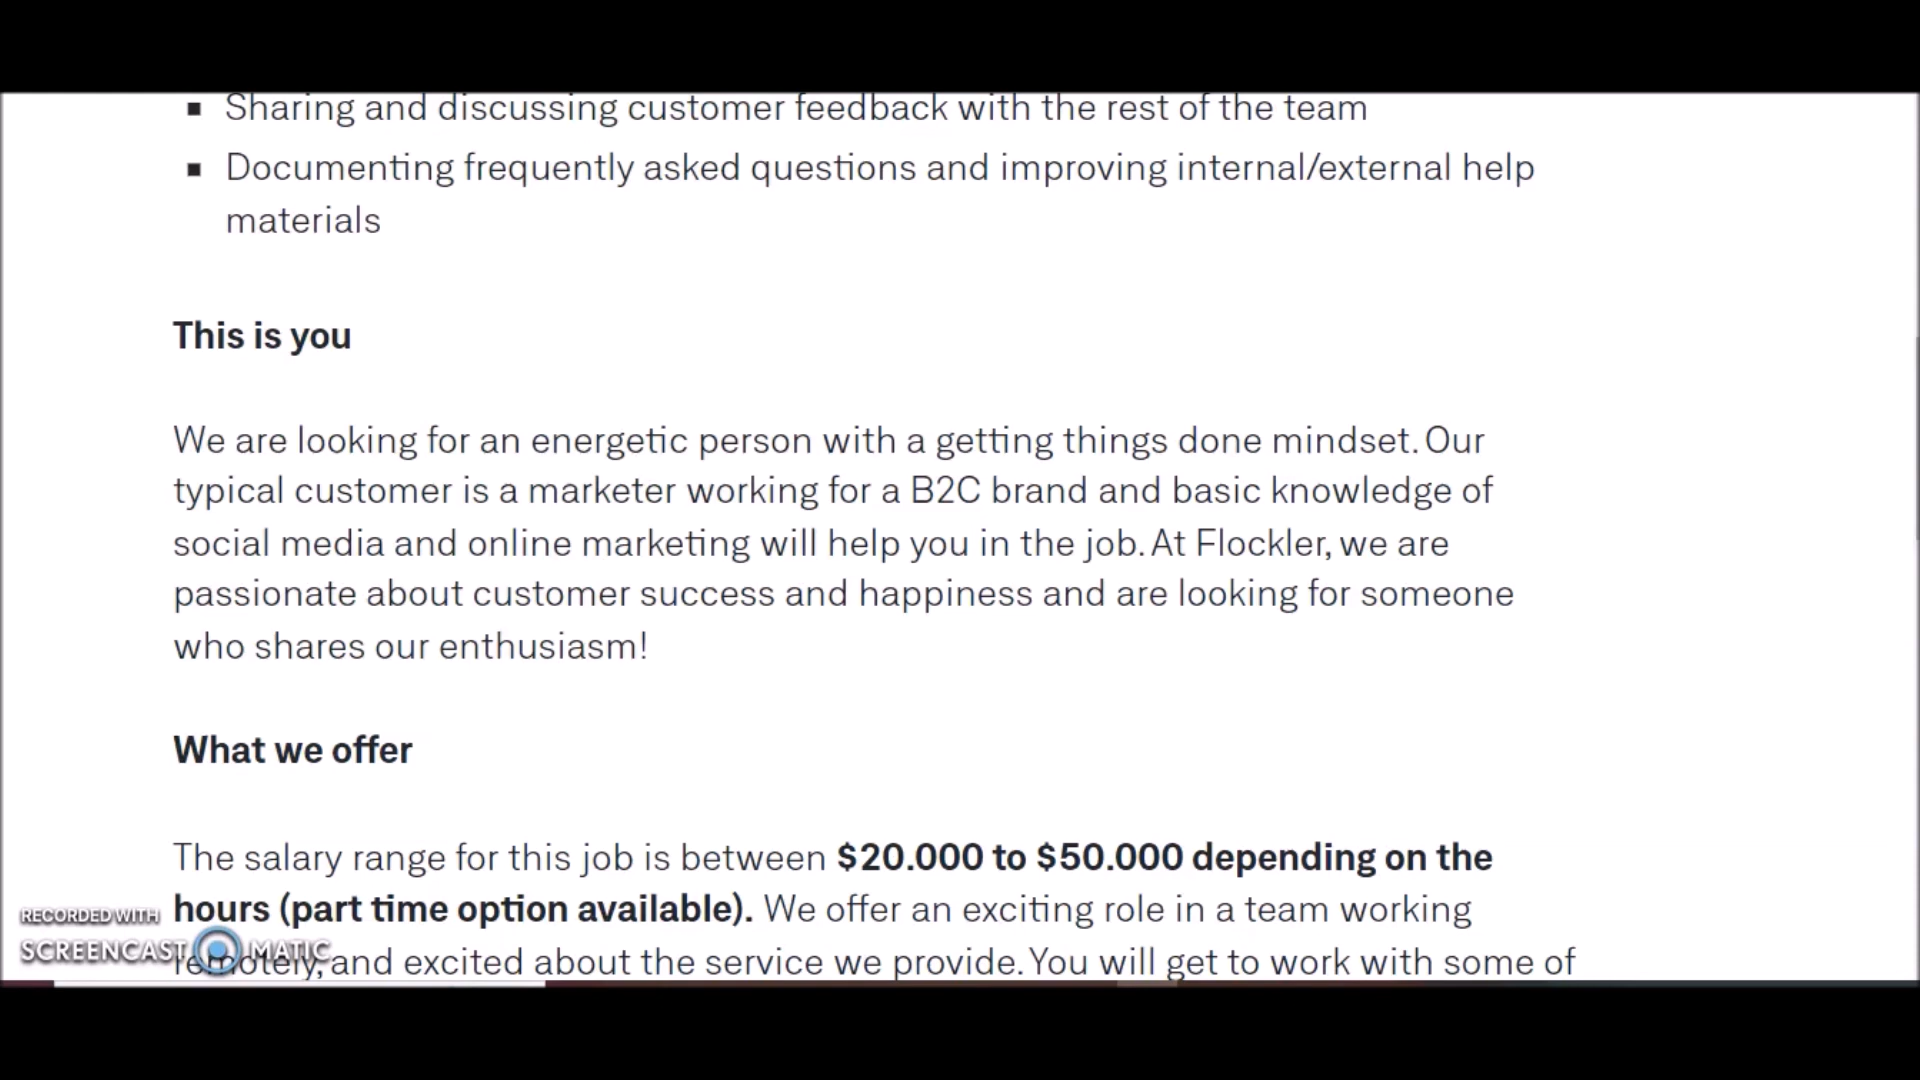 Sharing and discussing customer feedback with the rest of the team
Documenting frequently asked questions and improving internal/external help
materials
This is you
We are looking for an energetic person with a getting things done mindset. Our
typical customer is a marketer working for a B2C brand and basic knowledge of
social media and online marketing will help you in the job. At Flockler, we are
passionate about customer success and happiness and are looking for someone
who shares our enthusiasm!
What we offer
The salary range for this job is between $20.000 to $50.000 depending on the
hours (part time option available). We offer an exciting role in a team working
remotely, and excited about the service we provide. You will get to work with some of
RECORDED WITH
SCREENCAST MATIC